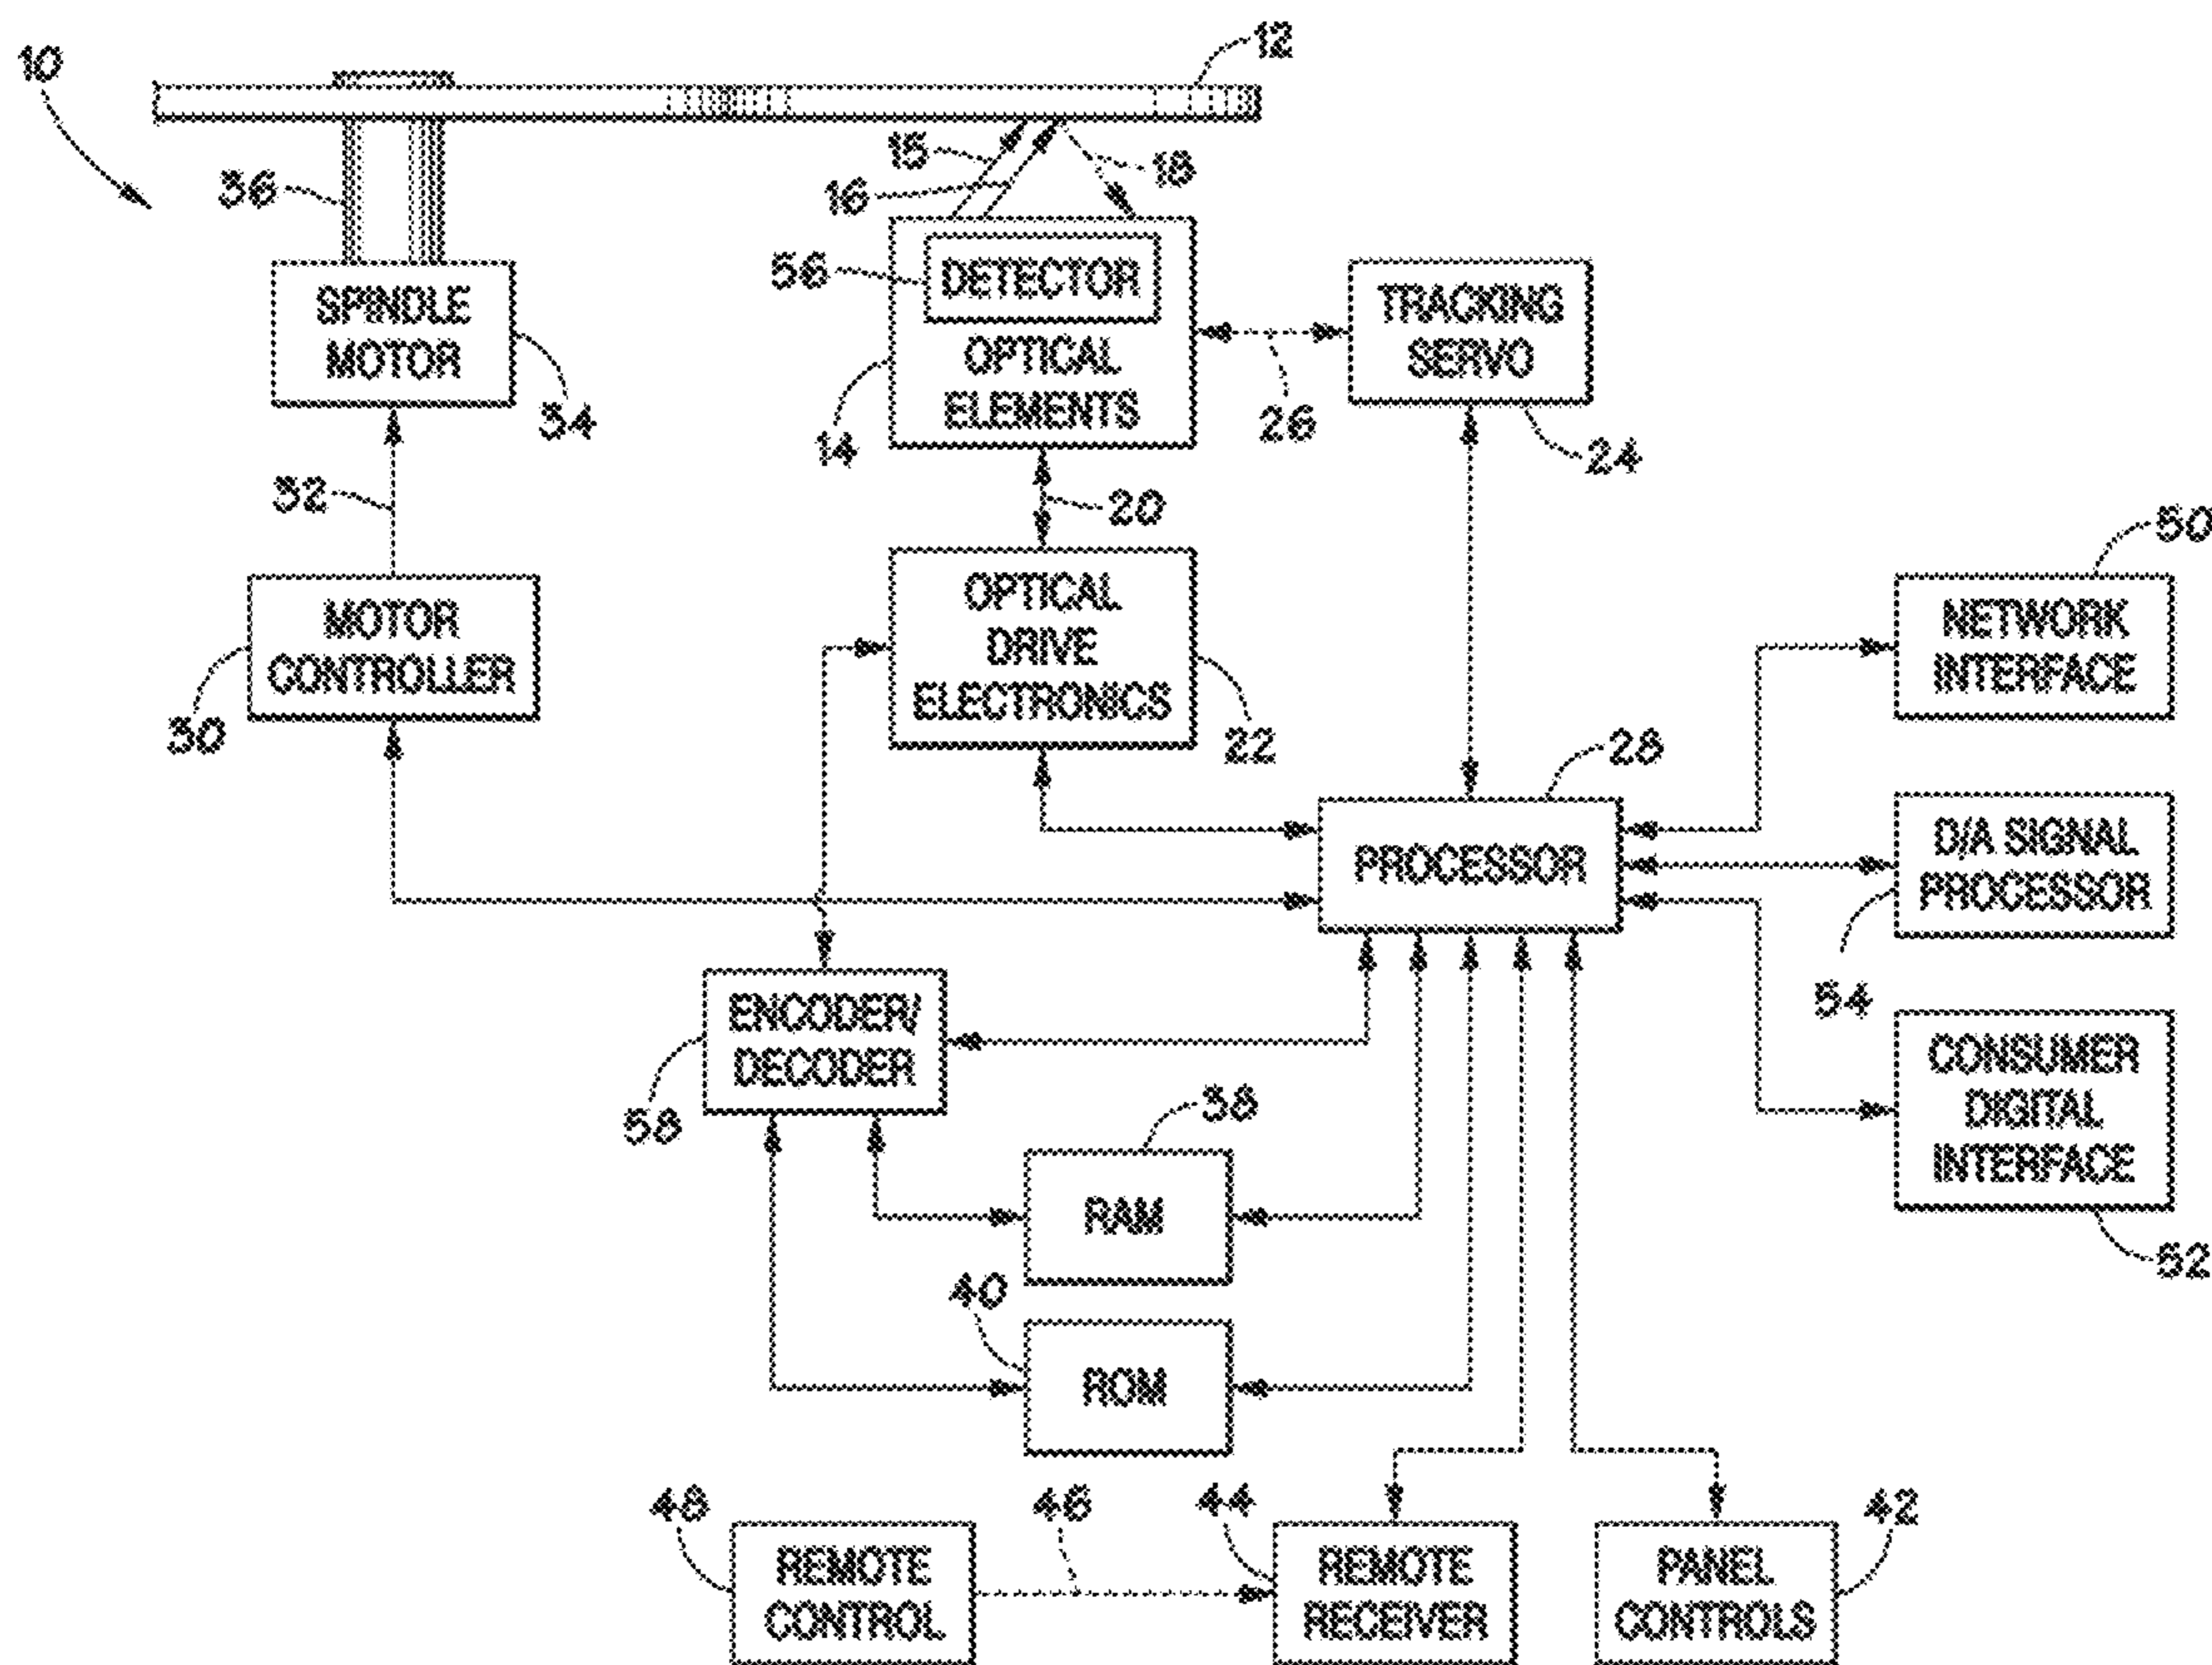 12
10
15
18
36
16
56
DETECTOR
SPINDLE
MOTOR
TRACKING
SERVO
OPTICAL
ELEMENTS
34
26
14
24
32
20
50
OPTICAL
DRIVE
ELECTRONICS
NETWORK
INTERFACE
MOTOR
CONTROLLER
30
22
28
D/A SIGNAL
PROCESSOR
PROCESSOR
54
ENCODER/
DECODER
CONSUMER
DIGITAL
INTERFACE
58
38
RAM
52
40
ROM
48
46
44
42
REMOTE
CONTROL
REMOTE
RECEIVER
PANEL
CONTROLS